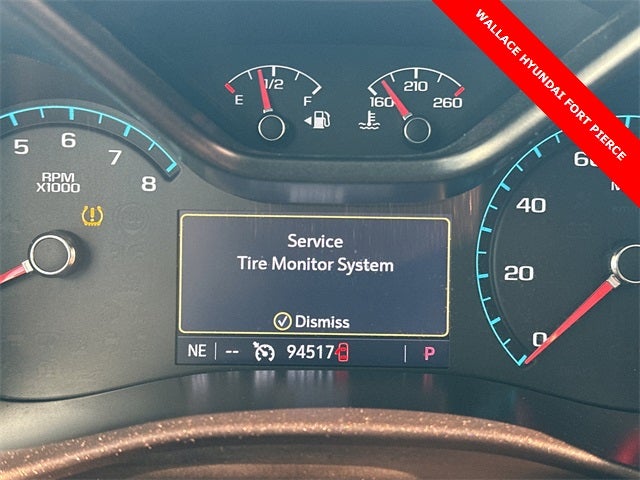 WALLACE HYUNDAI FORT PIERCE
1/2
E F
210
160 260
5 6 7 8
RPM
X1000
60
40
20
0
Service
Tire Monitor System
Dismiss
NE -- 94517 P